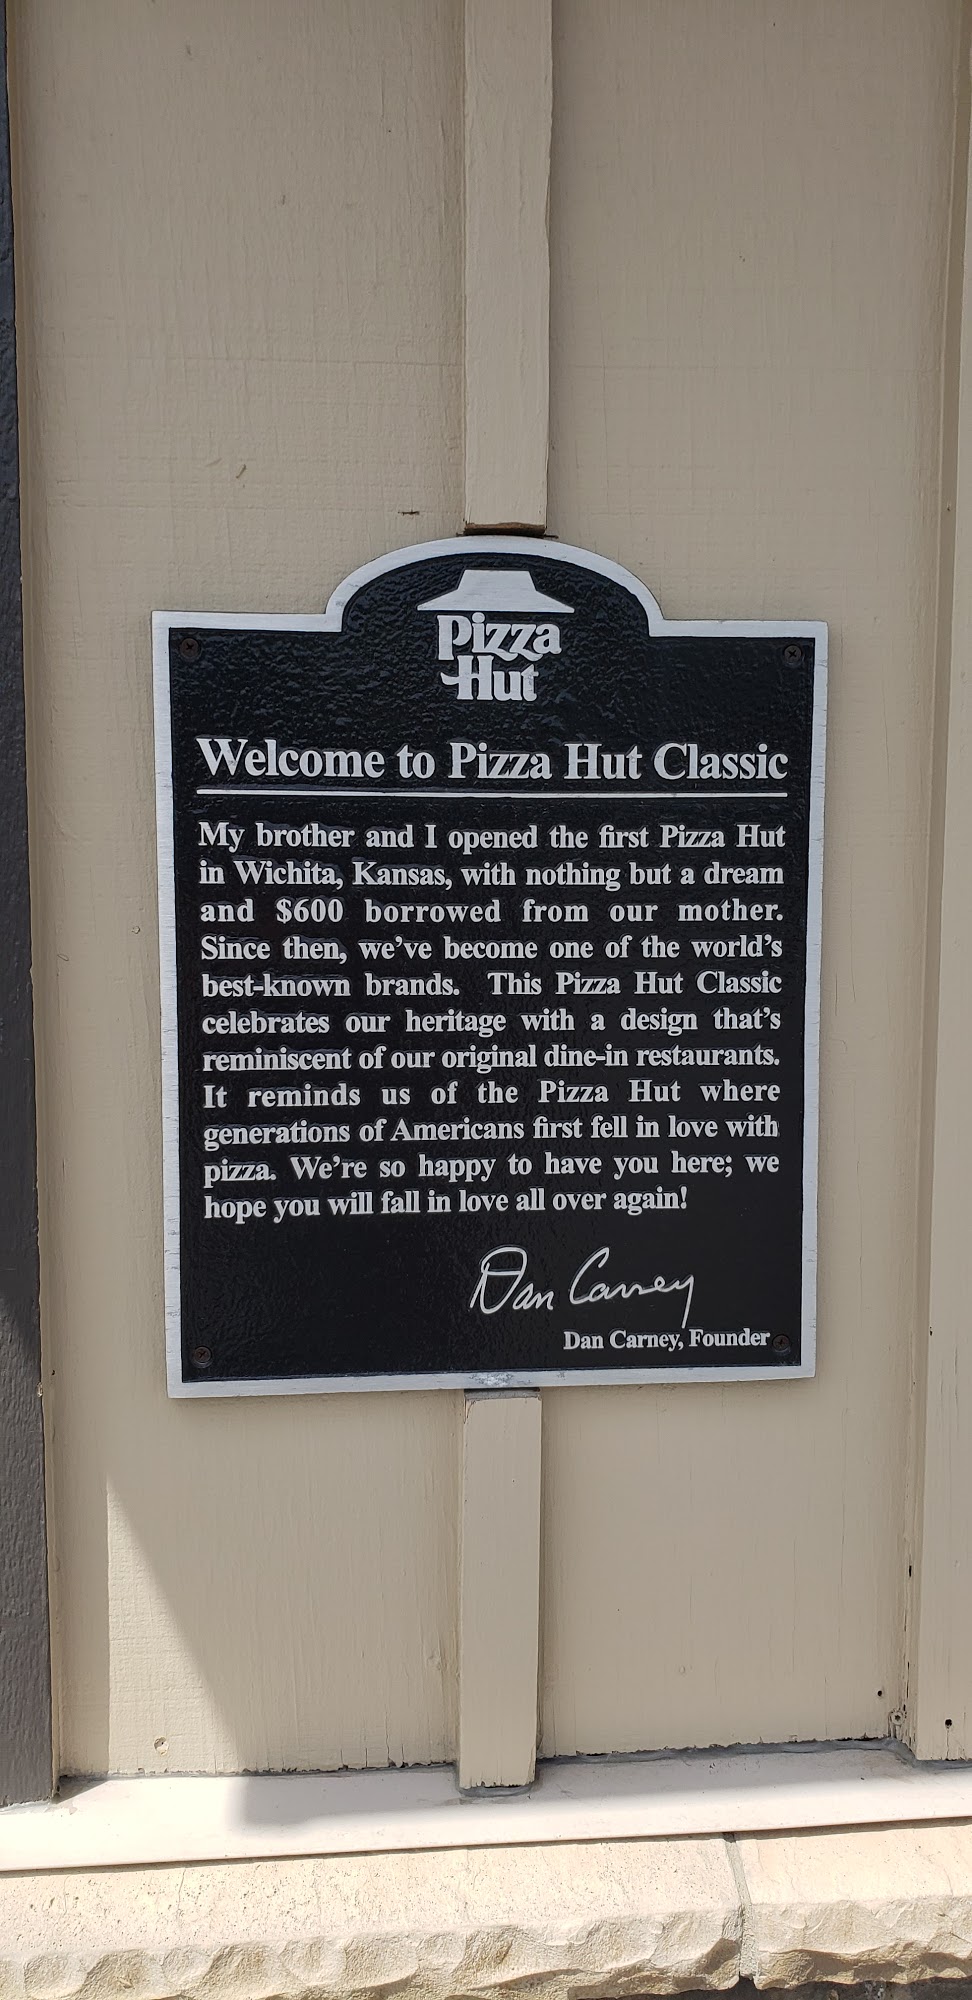 Pizza
Hut
Welcome to Pizza Hut Classic
My brother and I opened the first Pizza Hut
in Wichita, Kansas, with nothing but a dream
and $600 borrowed from our mother.
Since then, we've become one of the world's
best-known brands. This Pizza Hut Classic
celebrates our heritage with a design that's
reminiscent of our original dine-in restaurants.
It reminds us of the Pizza Hut where
generations of Americans first fell in love with
pizza. We're so happy to have you here; we
hope you will fall in love all over again!
Dan Carney
Dan Carney, Founder